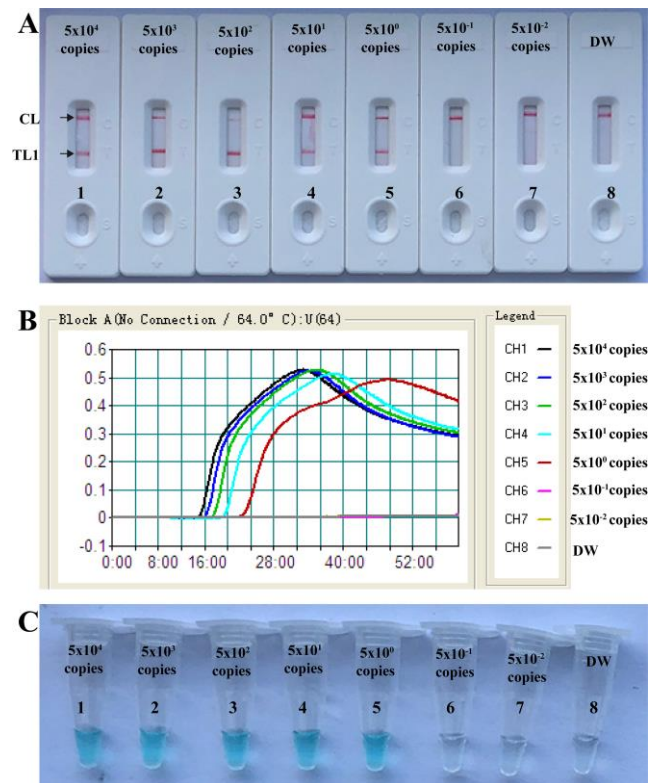 A
5x10⁴ copies
5x10³ copies
5x10² copies
5x10¹ copies
5x10⁰ copies
5x10⁻¹ copies
5x10⁻² copies
DW
CL
TL1
C
T
1
2
3
4
5
6
7
8
S
B
Block A(No Connection / 64.0° C):U(64)
0.6
0.5
0.4
0.3
0.2
0.1
0
-0.1
0:00 8:00 16:00 28:00 40:00 52:00
Legend
CH1 5x10⁴ copies
CH2 5x10³ copies
CH3 5x10² copies
CH4 5x10¹ copies
CH5 5x10⁰ copies
CH6 5x10⁻¹copies
CH7 5x10⁻² copies
CH8 DW
C
5x10⁴ copies
5x10³ copies
5x10² copies
5x10¹ copies
5x10⁰ copies
5x10⁻¹ copies
5x10⁻² copies
DW
1 2 3 4 5 6 7 8